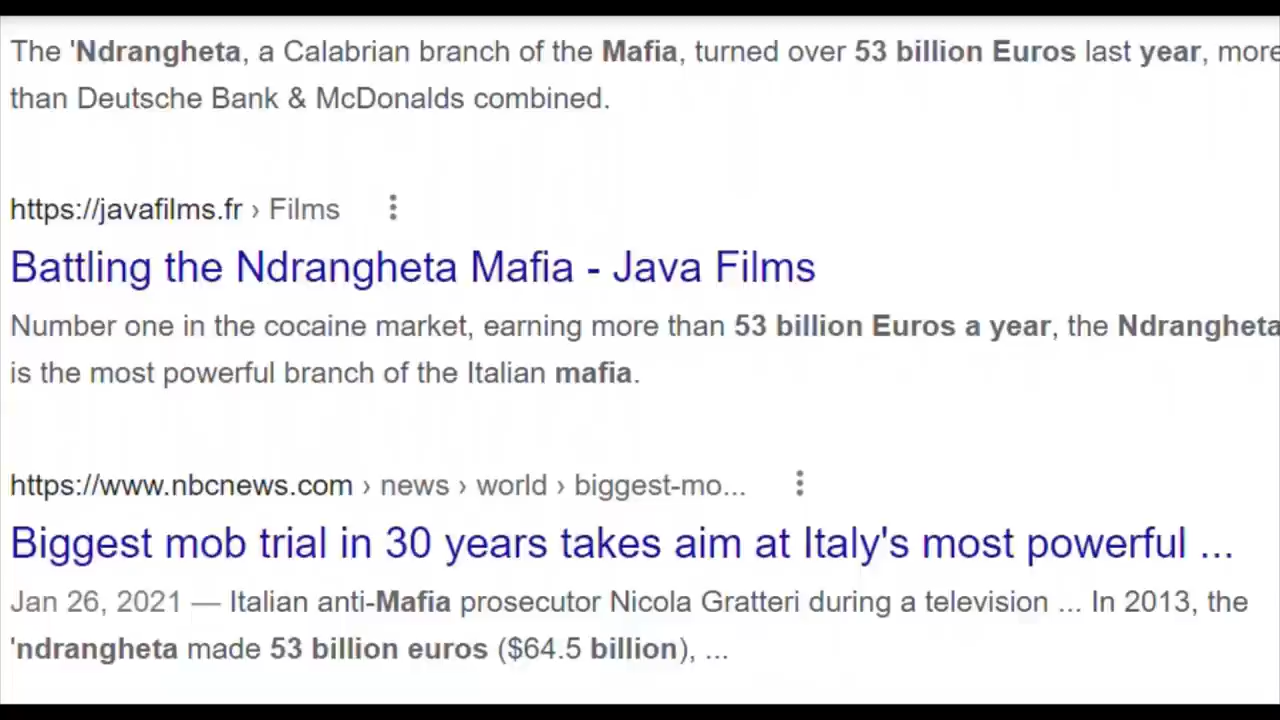 The 'Ndrangheta, a Calabrian branch of the Mafia, turned over 53 billion Euros last year, more
than Deutsche Bank & McDonalds combined.
https://javafilms.fr › Films
Battling the Ndrangheta Mafia - Java Films
Number one in the cocaine market, earning more than 53 billion Euros a year, the Ndrangheta
is the most powerful branch of the Italian mafia.
https://www.nbcnews.com › news › world › biggest-mo...
Biggest mob trial in 30 years takes aim at Italy's most powerful ...
Jan 26, 2021 — Italian anti-Mafia prosecutor Nicola Gratteri during a television ... In 2013, the
'ndrangheta made 53 billion euros ($64.5 billion), ...